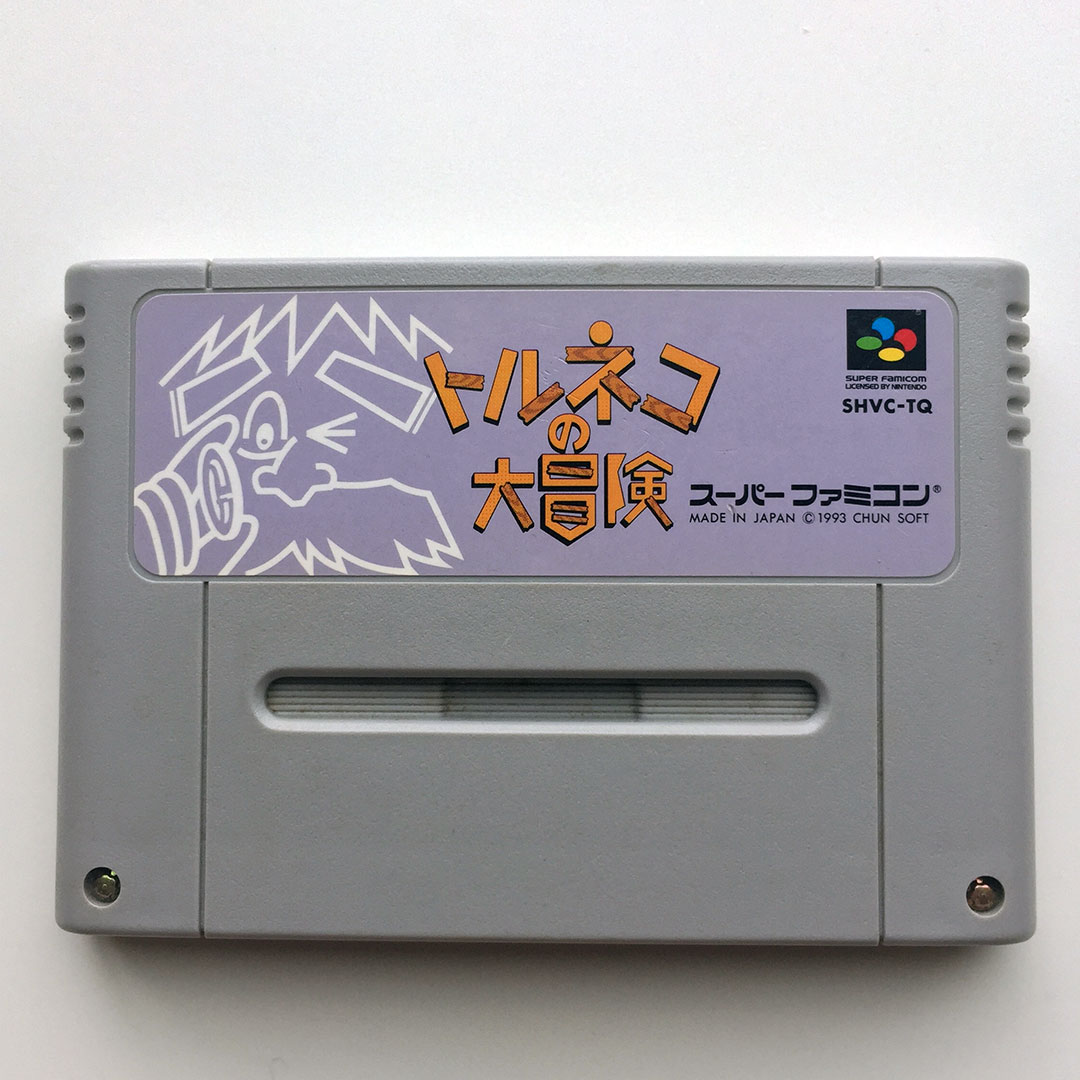 トルネコ
の
大冒険
SUPER FAMICOM
LICENSED BY NINTENDO
SHVC-TQ
スーパーファミコン®
MADE IN JAPAN ©1993 CHUN SOFT